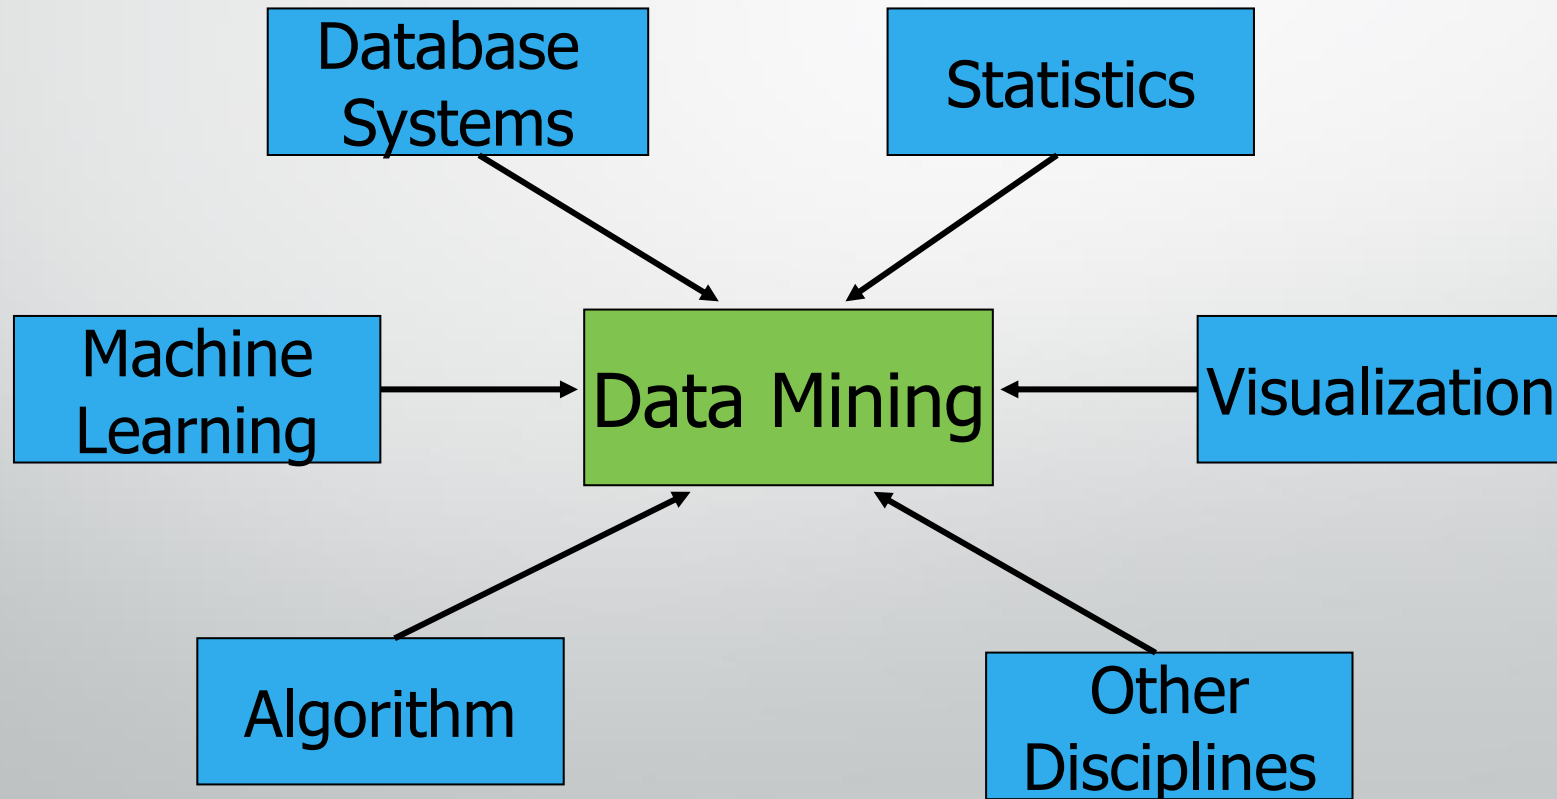 Database
Systems
Statistics
Machine
Learning
Data Mining
Visualization
Algorithm
Other
Disciplines